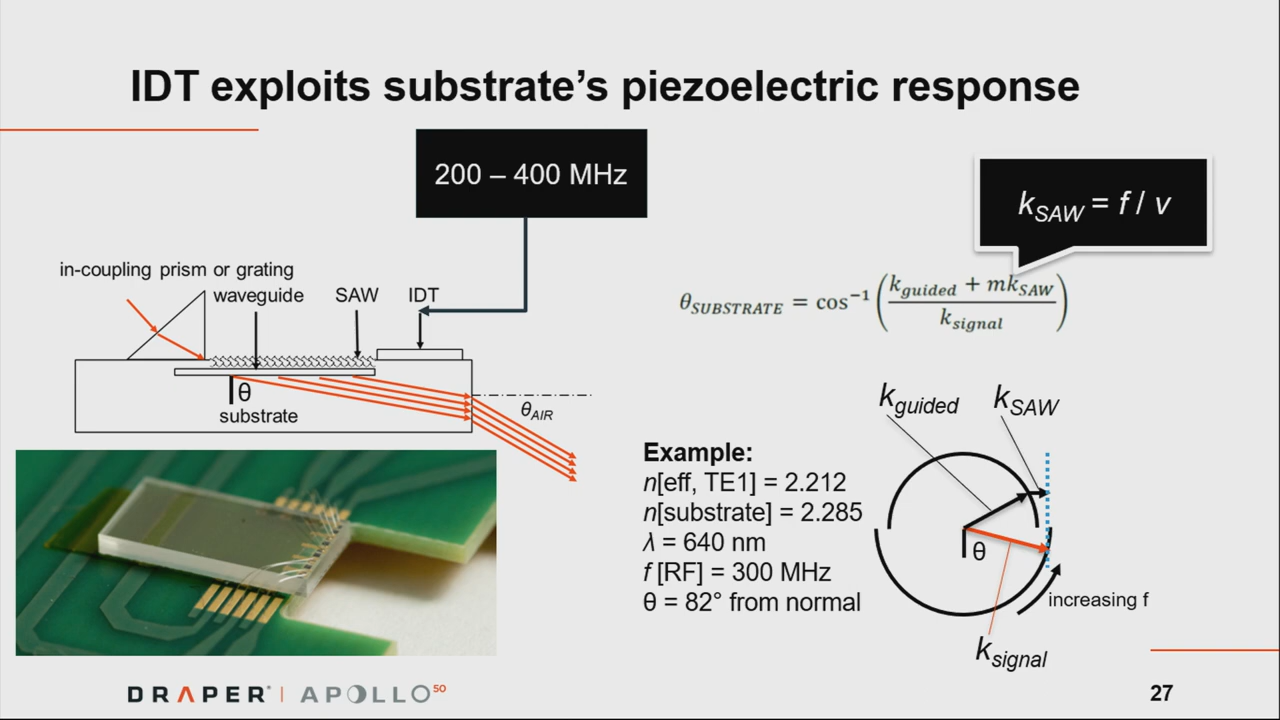 IDT exploits substrate's piezoelectric response
200 – 400 MHz
k_SAW = f / v
in-coupling prism or grating
waveguide SAW IDT
θ_SUBSTRATE = cos⁻¹((k_guided + mk_SAW) / k_signal)
θ
substrate
θ_AIR
k_guided k_SAW
Example:
n[eff, TE1] = 2.212
n[substrate] = 2.285
λ = 640 nm
f [RF] = 300 MHz
θ = 82° from normal
θ
increasing f
k_signal
DRAPER® | APOLLO⁵⁰
27